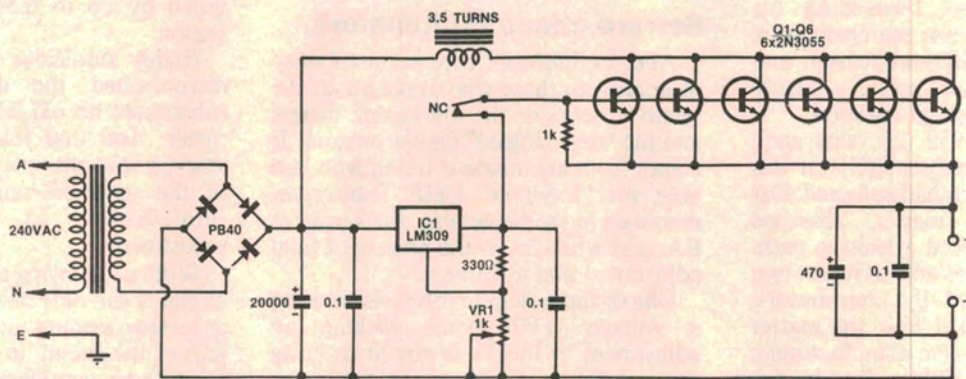 3.5 TURNS
Q1-Q6
6x2N3055
NC
1k
A
240VAC
N
E
PB40
IC1
LM309
330Ω
VR1
1k
20000
+
-
0.1
0.1
470
+
-
0.1
+
-